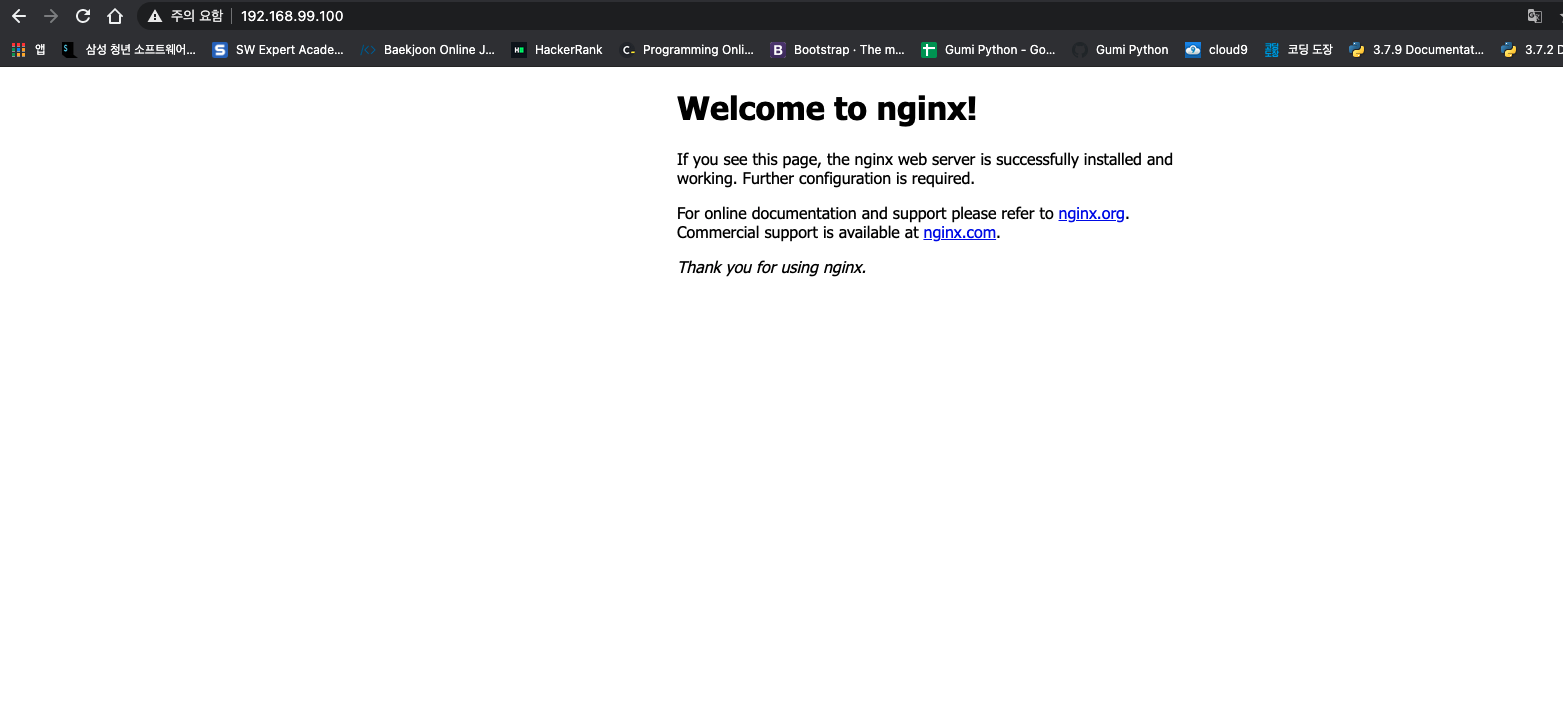 주의 요함 192.168.99.100
앱 삼성 청년 소프트웨어... SW Expert Acade... Baekjoon Online J... HackerRank Programming Onli... Bootstrap · The m... Gumi Python - Go... Gumi Python cloud9 코딩 도장 3.7.9 Documentat... 3.7.2 D
Welcome to nginx!
If you see this page, the nginx web server is successfully installed and
working. Further configuration is required.
For online documentation and support please refer to nginx.org.
Commercial support is available at nginx.com.
Thank you for using nginx.